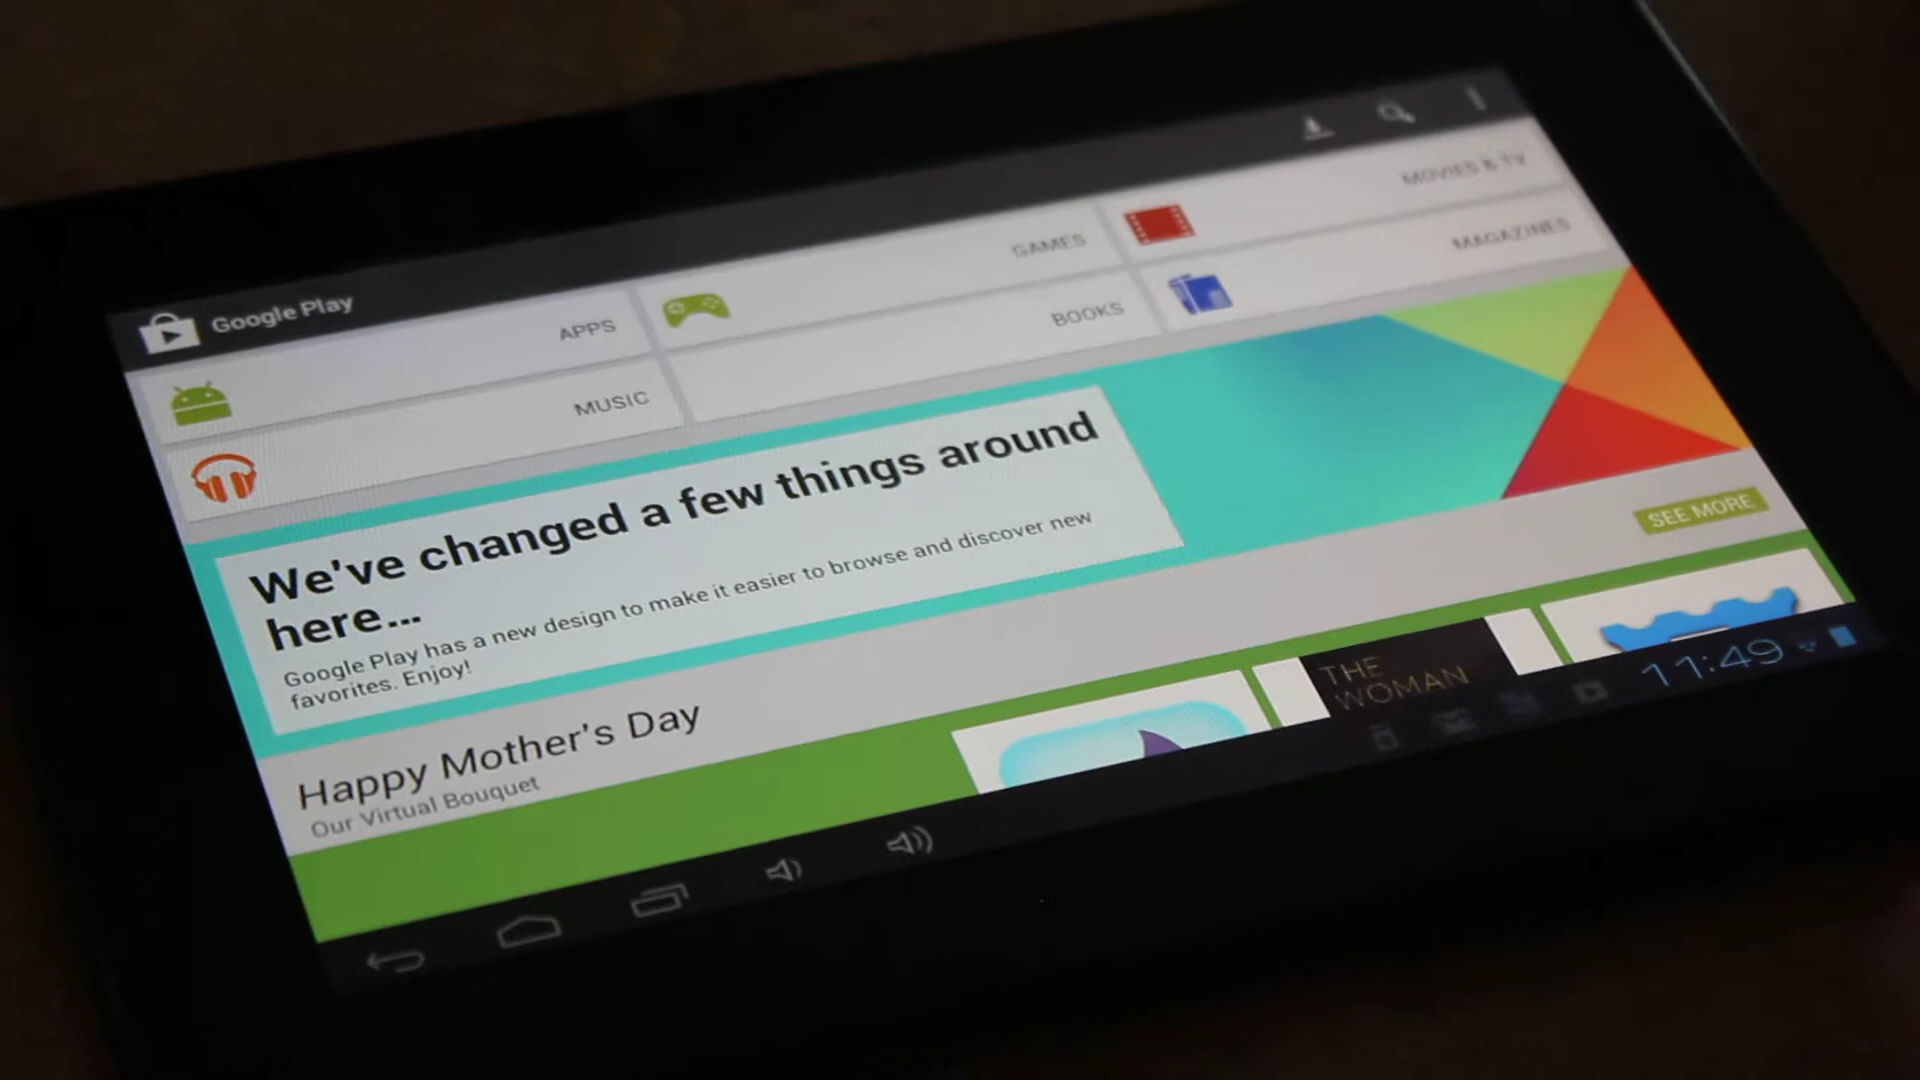 Google Play
APPS
GAMES
MOVIES & TV
MUSIC
BOOKS
MAGAZINES
We've changed a few things around
here...
Google Play has a new design to make it easier to browse and discover new
favorites. Enjoy!
SEE MORE
Happy Mother's Day
Our Virtual Bouquet
THE
WOMAN
11:49